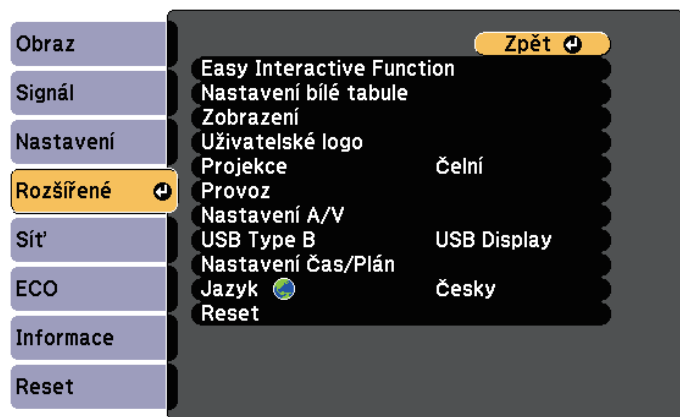 Obraz
Signál
Nastavení
Rozšířené
Síť
ECO
Informace
Reset
Zpět
Easy Interactive Function
Nastavení bílé tabule
Zobrazení
Uživatelské logo
Projekce Čelní
Provoz
Nastavení A/V
USB Type B USB Display
Nastavení Čas/Plán
Jazyk Česky
Reset